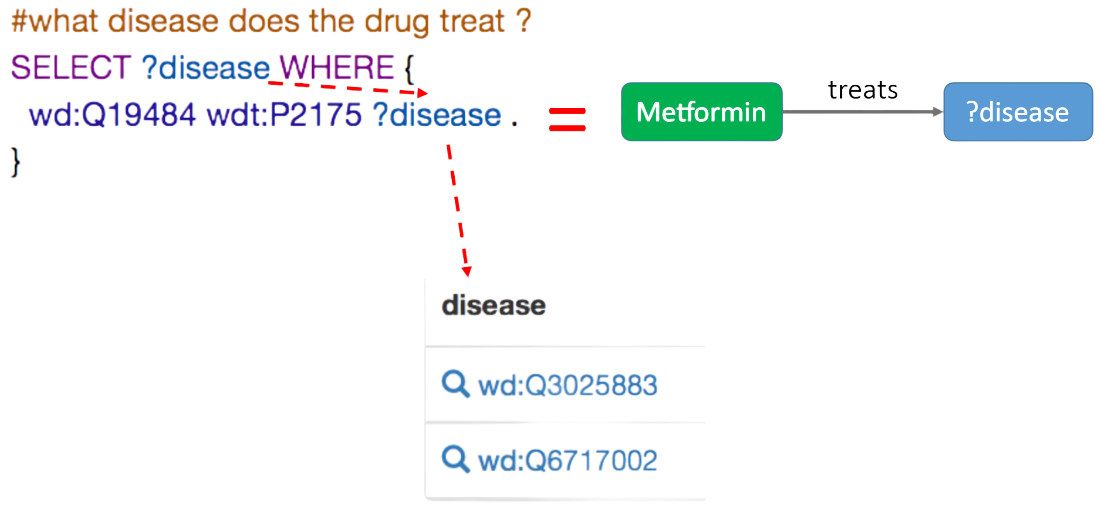 #what disease does the drug treat ?
SELECT ?disease WHERE {
wd:Q19484 wdt:P2175 ?disease .
}
=
Metformin
treats
?disease
disease
wd:Q3025883
wd:Q6717002